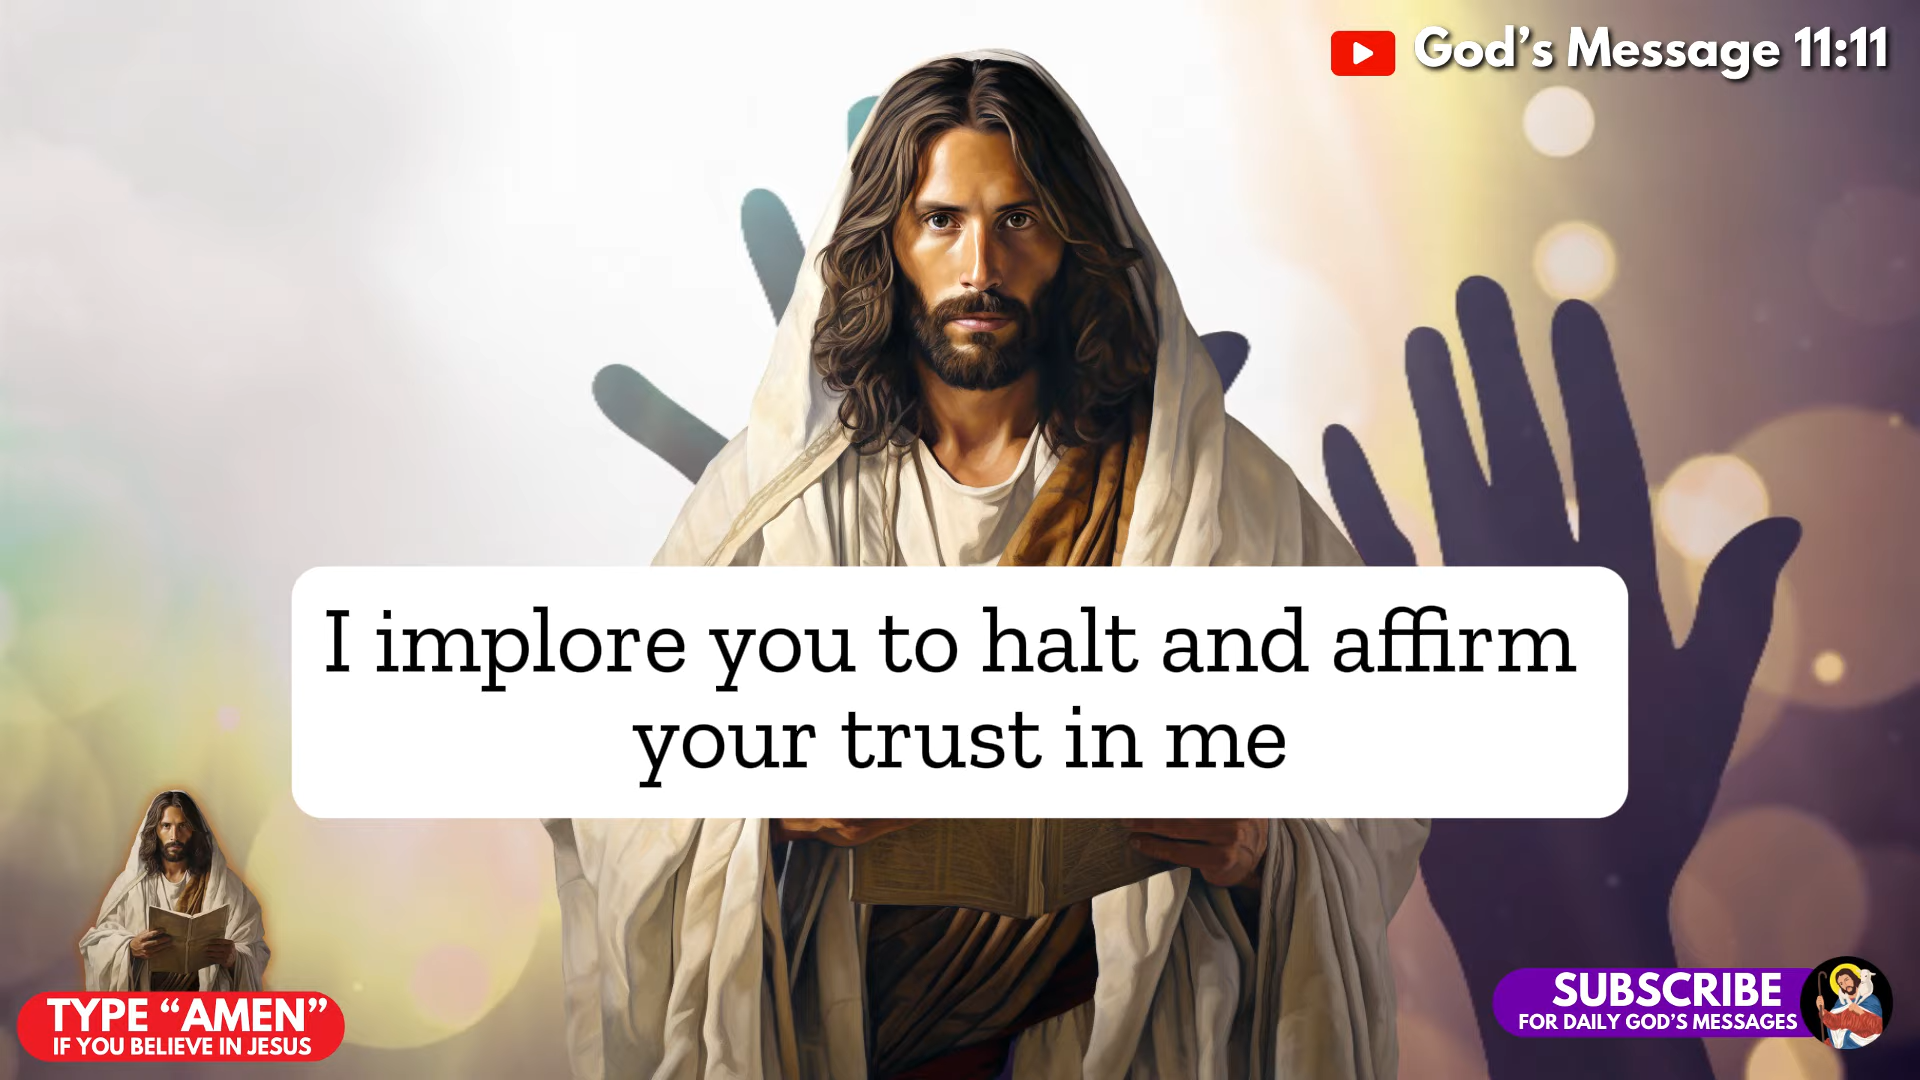 God's Message 11:11
I implore you to halt and affirm
your trust in me
TYPE “AMEN”
IF YOU BELIEVE IN JESUS
SUBSCRIBE
FOR DAILY GOD'S MESSAGES